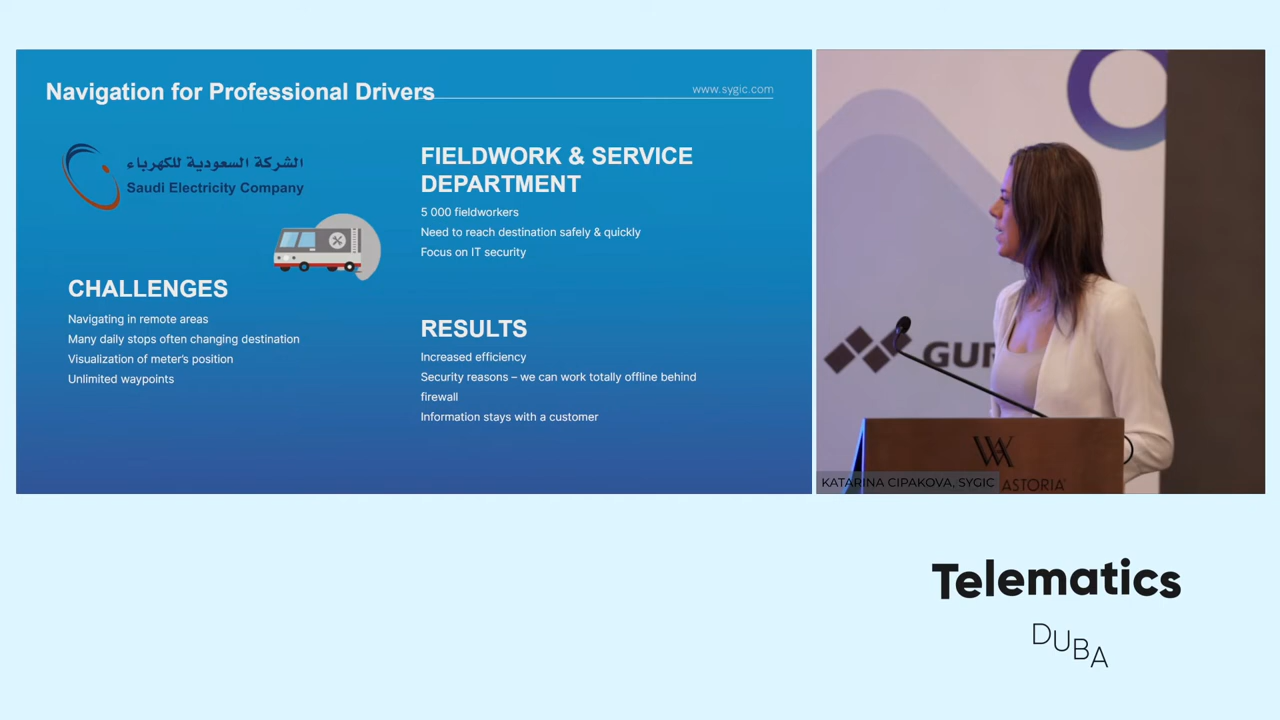 Navigation for Professional Drivers
www.sygic.com
الشركة السعودية للكهرباء
Saudi Electricity Company
FIELDWORK & SERVICE
DEPARTMENT
5 000 fieldworkers
Need to reach destination safely & quickly
Focus on IT security
CHALLENGES
Navigating in remote areas
Many daily stops often changing destination
Visualization of meter's position
Unlimited waypoints
RESULTS
Increased efficiency
Security reasons – we can work totally offline behind
firewall
Information stays with a customer
KATARINA CIPAKOVA, SYGIC
ASTORIA
Telematics
DUBA